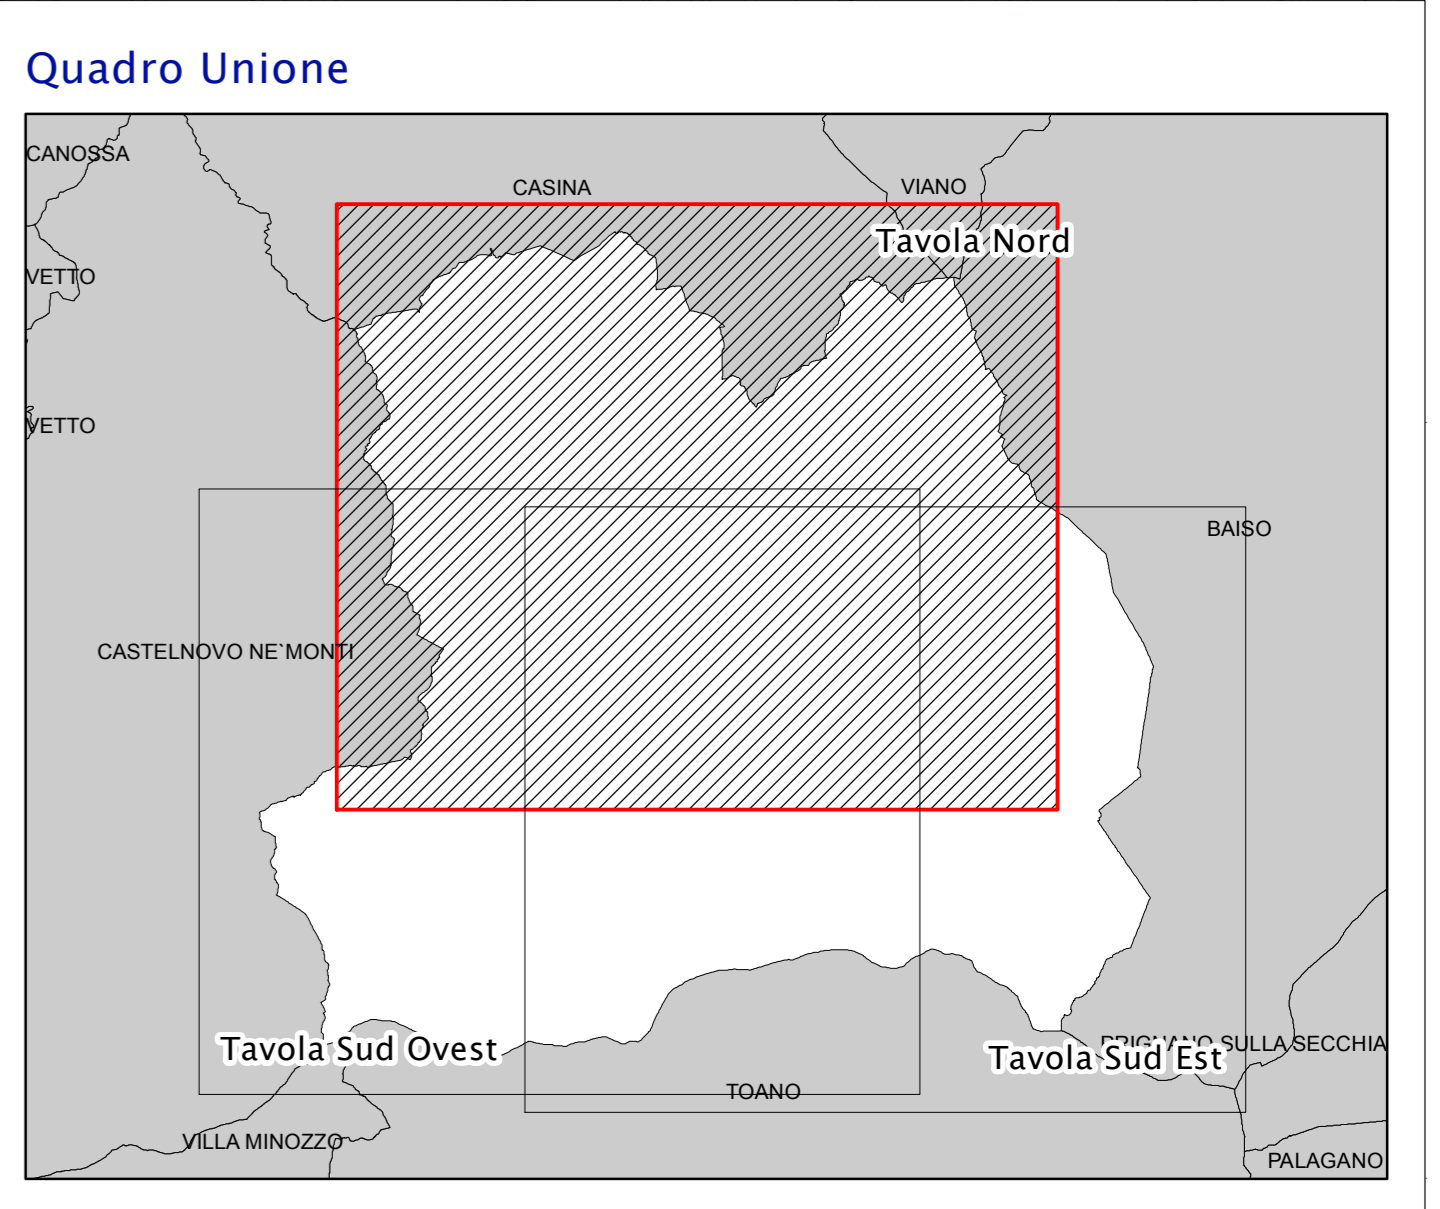 Quadro Unione
CANOSSA
CASINA
VIANO
Tavola Nord
VETTO
VETTO
BAISO
CASTELNOVO NE`MONTI
Tavola Sud Ovest
PRIGNANO SULLA SECCHIA
Tavola Sud Est
TOANO
VILLA MINOZZO
PALAGANO